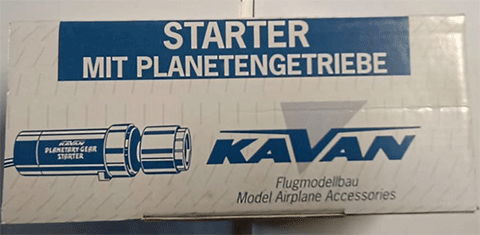 STARTER
MIT PLANETENGETRIEBE
KAVAN
PLANETARY-GEAR
STARTER
KAVAN
Flugmodellbau
Model Airplane Accessories